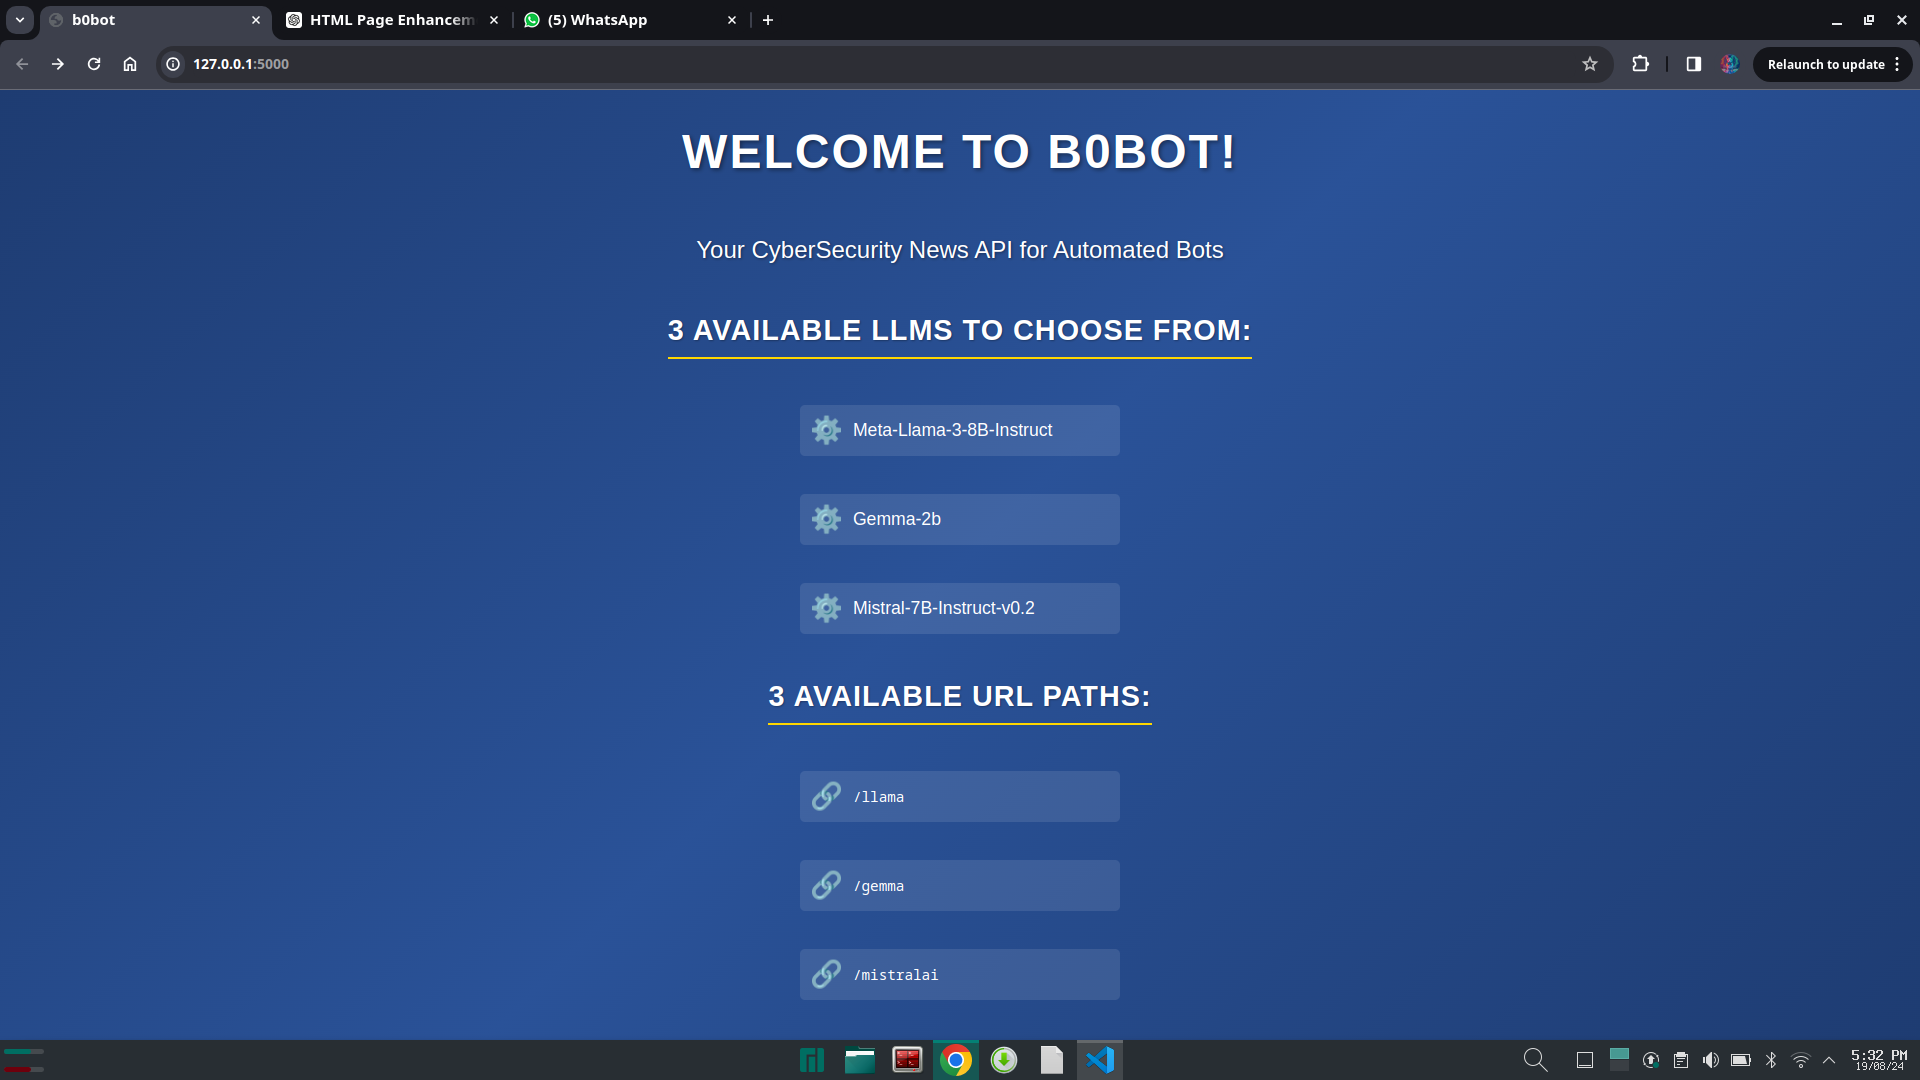 b0bot
HTML Page Enhancem
(5) WhatsApp
127.0.0.1:5000
Relaunch to update
WELCOME TO B0BOT!
Your CyberSecurity News API for Automated Bots
3 AVAILABLE LLMS TO CHOOSE FROM:
Meta-Llama-3-8B-Instruct
Gemma-2b
Mistral-7B-Instruct-v0.2
3 AVAILABLE URL PATHS:
/llama
/gemma
/mistralai
5:32 PM
19/08/24